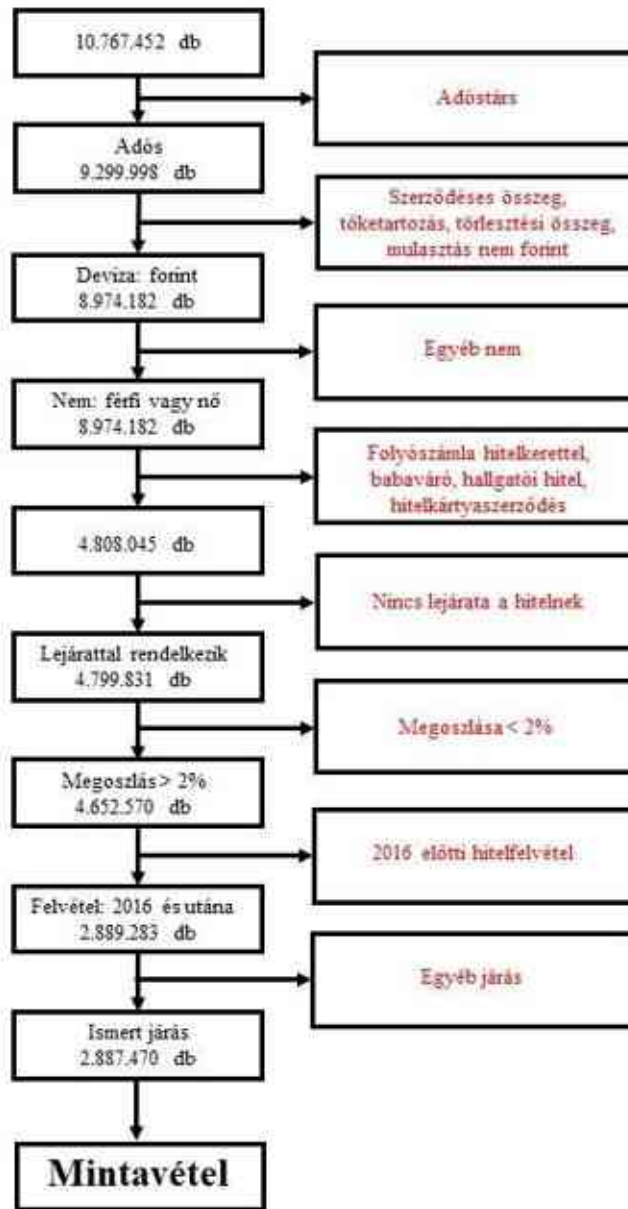 10.767.452 db
Adóstárs
Adós
9.299.998 db
Szerződéses összeg,
tőketartozás, törlesztési összeg,
mulasztás nem forint
Deviza: forint
8.974.182 db
Egyéb nem
Nem: férfi vagy nő
8.974.182 db
Folyószámla hitelkerettel,
babaváró, hallgatói hitel,
hitelkártyaszerződés
4.808.045 db
Nincs lejárata a hitelnek
Lejárattal rendelkezik
4.799.831 db
Megoszlása < 2%
Megoszlás > 2%
4.652.570 db
2016 előtti hitelfelvétel
Felvétel: 2016 és utána
2.889.283 db
Egyéb járás
Ismert járás
2.887.470 db
Mintavétel